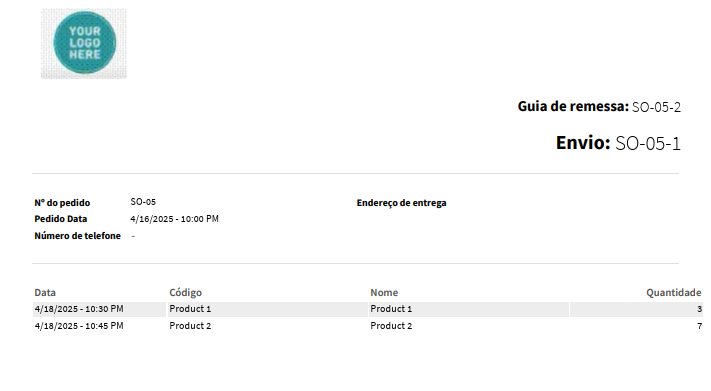 YOUR
LOGO
HERE
Guia de remessa: SO-05-2
Envio: SO-05-1
Nº do pedido SO-05 Endereço de entrega
Pedido Data 4/16/2025 - 10:00 PM
Número de telefone -
Data Código Nome Quantidade
4/18/2025 - 10:30 PM Product 1 Product 1 3
4/18/2025 - 10:45 PM Product 2 Product 2 7